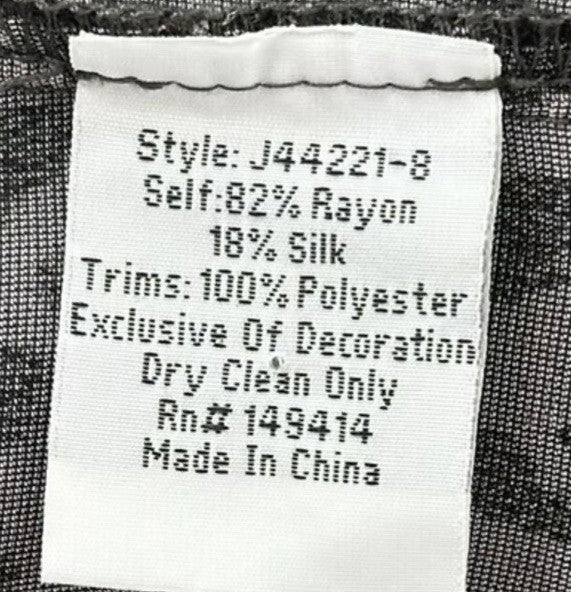 Style: J44221-8
Self:82% Rayon
18% Silk
Trims: 100% Polyester
Exclusive Of Decoration
Dry Clean Only
Rn# 149414
Made In China